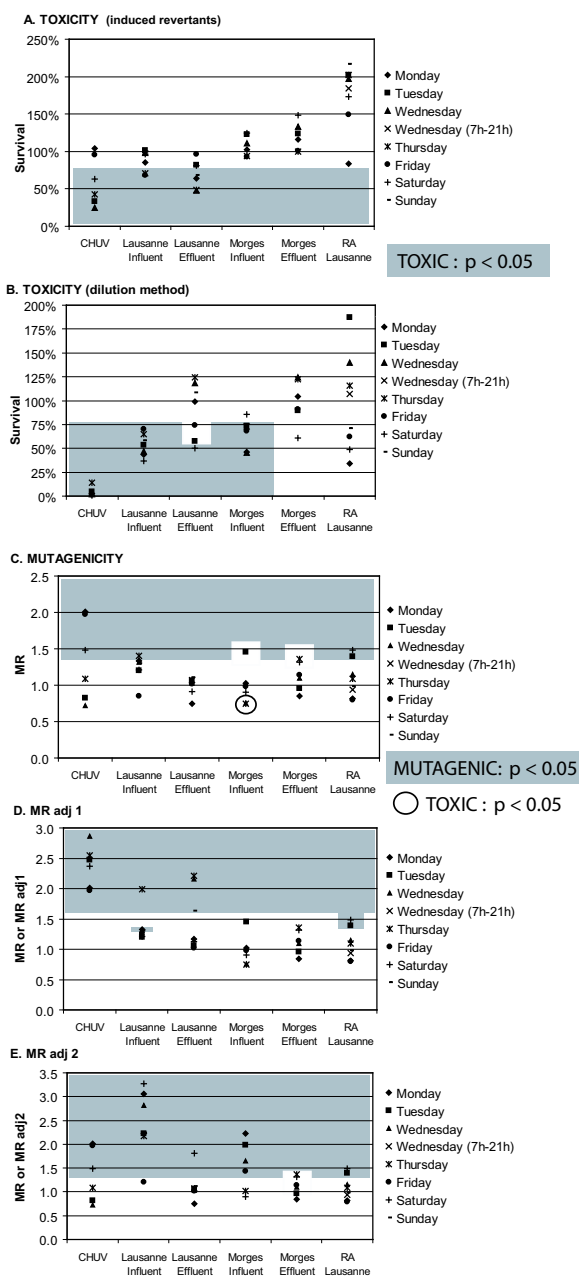 A. TOXICITY (induced revertants)
250%
200%
150%
100%
50%
0%
Survival
CHUV
Lausanne Influent
Lausanne Effluent
Morges Influent
Morges Effluent
RA Lausanne
Monday
Tuesday
Wednesday
Wednesday (7h-21h)
Thursday
Friday
Saturday
Sunday
TOXIC : p < 0.05
B. TOXICITY (dilution method)
200%
175%
150%
125%
100%
75%
50%
25%
0%
Survival
CHUV
Lausanne Influent
Lausanne Effluent
Morges Influent
Morges Effluent
RA Lausanne
Monday
Tuesday
Wednesday
Wednesday (7h-21h)
Thursday
Friday
Saturday
Sunday
C. MUTAGENICITY
2.5
2.0
1.5
1.0
0.5
0.0
MR
CHUV
Lausanne Influent
Lausanne Effluent
Morges Influent
Morges Effluent
RA Lausanne
Monday
Tuesday
Wednesday
Wednesday (7h-21h)
Thursday
Friday
Saturday
Sunday
MUTAGENIC: p < 0.05
TOXIC : p < 0.05
D. MR adj 1
3.0
2.5
2.0
1.5
1.0
0.5
0.0
MR or MR adj1
CHUV
Lausanne Influent
Lausanne Effluent
Morges Influent
Morges Effluent
RA Lausanne
Monday
Tuesday
Wednesday
Wednesday (7h-21h)
Thursday
Friday
Saturday
Sunday
E. MR adj 2
3.5
3.0
2.5
2.0
1.5
1.0
0.5
0.0
MR or MR adj2
CHUV
Lausanne Influent
Lausanne Effluent
Morges Influent
Morges Effluent
RA Lausanne
Monday
Tuesday
Wednesday
Wednesday (7h-21h)
Thursday
Friday
Saturday
Sunday